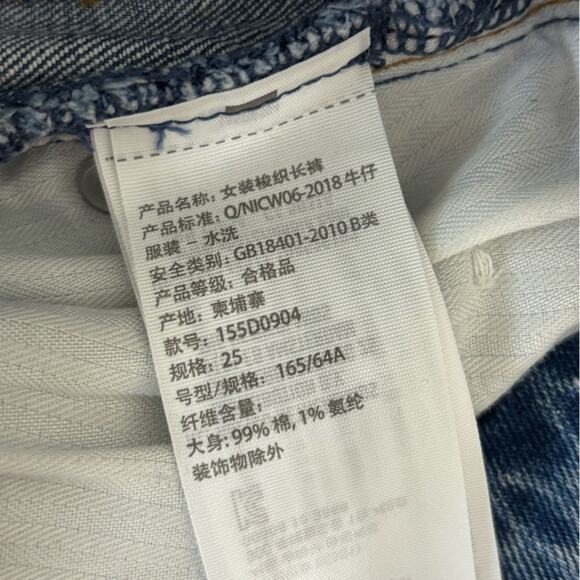 产品名称: 女装梭织长裤
产品标准: Q/NICW06-2018 牛仔
服装 - 水洗
安全类别: GB18401-2010 B类
产品等级: 合格品
产地: 柬埔寨
款号: 155D0904
规格: 25
号型/规格: 165/64A
纤维含量:
大身: 99% 棉, 1% 氨纶
装饰物除外